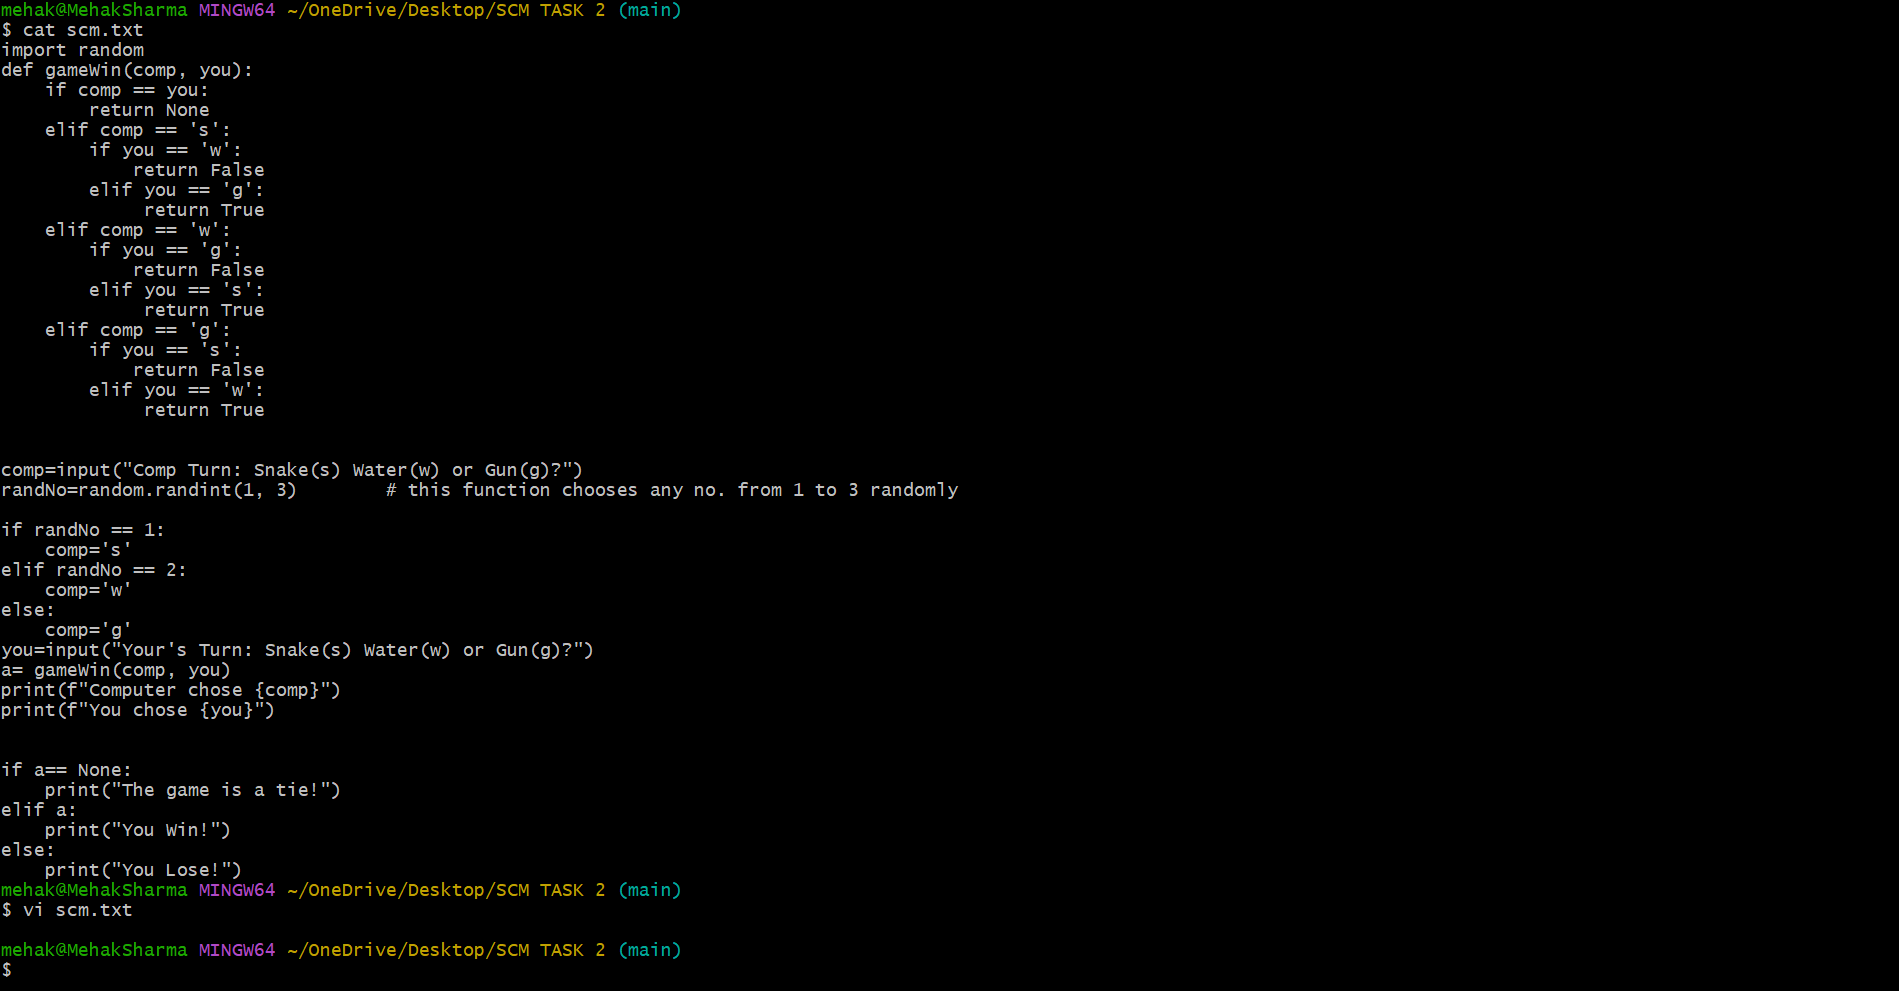 mehak@MehakSharma MINGW64 ~/OneDrive/Desktop/SCM TASK 2 (main)
$ cat scm.txt
import random
def gameWin(comp, you):
    if comp == you:
        return None
    elif comp == 's':
        if you == 'w':
            return False
        elif you == 'g':
             return True
    elif comp == 'w':
        if you == 'g':
            return False
        elif you == 's':
             return True
    elif comp == 'g':
        if you == 's':
            return False
        elif you == 'w':
             return True


comp=input("Comp Turn: Snake(s) Water(w) or Gun(g)?")
randNo=random.randint(1, 3)        # this function chooses any no. from 1 to 3 randomly

if randNo == 1:
    comp='s'
elif randNo == 2:
    comp='w'
else:
    comp='g'
you=input("Your's Turn: Snake(s) Water(w) or Gun(g)?")
a= gameWin(comp, you)
print(f"Computer chose {comp}")
print(f"You chose {you}")


if a== None:
    print("The game is a tie!")
elif a:
    print("You Win!")
else:
    print("You Lose!")
mehak@MehakSharma MINGW64 ~/OneDrive/Desktop/SCM TASK 2 (main)
$ vi scm.txt

mehak@MehakSharma MINGW64 ~/OneDrive/Desktop/SCM TASK 2 (main)
$